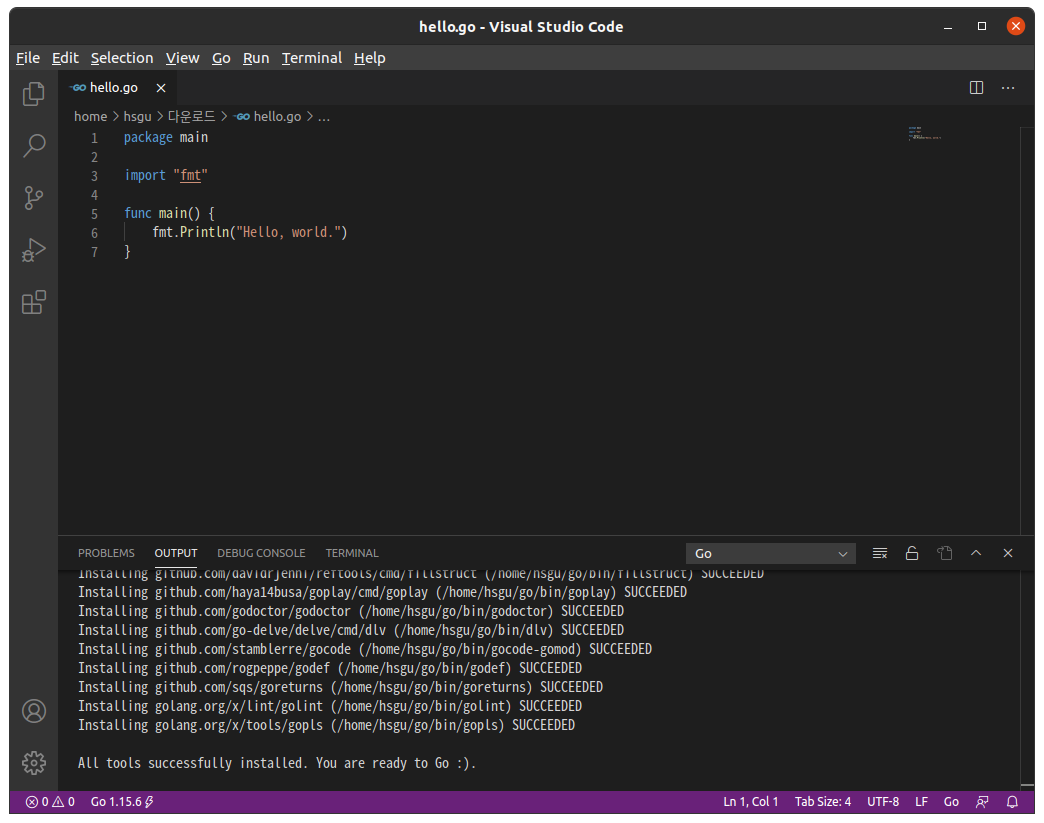 hello.go - Visual Studio Code
File Edit Selection View Go Run Terminal Help
GO hello.go
home > hsgu > 다운로드 > GO hello.go > ...
1 package main
2
3 import "fmt"
4
5 func main() {
6 fmt.Println("Hello, world.")
7 }
PROBLEMS OUTPUT DEBUG CONSOLE TERMINAL Go
Installing github.com/davidrjenni/reftools/cmd/fillstruct (/home/hsgu/go/bin/fillstruct) SUCCEEDED
Installing github.com/haya14busa/goplay/cmd/goplay (/home/hsgu/go/bin/goplay) SUCCEEDED
Installing github.com/godoctor/godoctor (/home/hsgu/go/bin/godoctor) SUCCEEDED
Installing github.com/go-delve/delve/cmd/dlv (/home/hsgu/go/bin/dlv) SUCCEEDED
Installing github.com/stamblerre/gocode (/home/hsgu/go/bin/gocode-gomod) SUCCEEDED
Installing github.com/rogpeppe/godef (/home/hsgu/go/bin/godef) SUCCEEDED
Installing github.com/sqs/goreturns (/home/hsgu/go/bin/goreturns) SUCCEEDED
Installing golang.org/x/lint/golint (/home/hsgu/go/bin/golint) SUCCEEDED
Installing golang.org/x/tools/gopls (/home/hsgu/go/bin/gopls) SUCCEEDED
All tools successfully installed. You are ready to Go :).
0 0 Go 1.15.6 Ln 1, Col 1 Tab Size: 4 UTF-8 LF Go